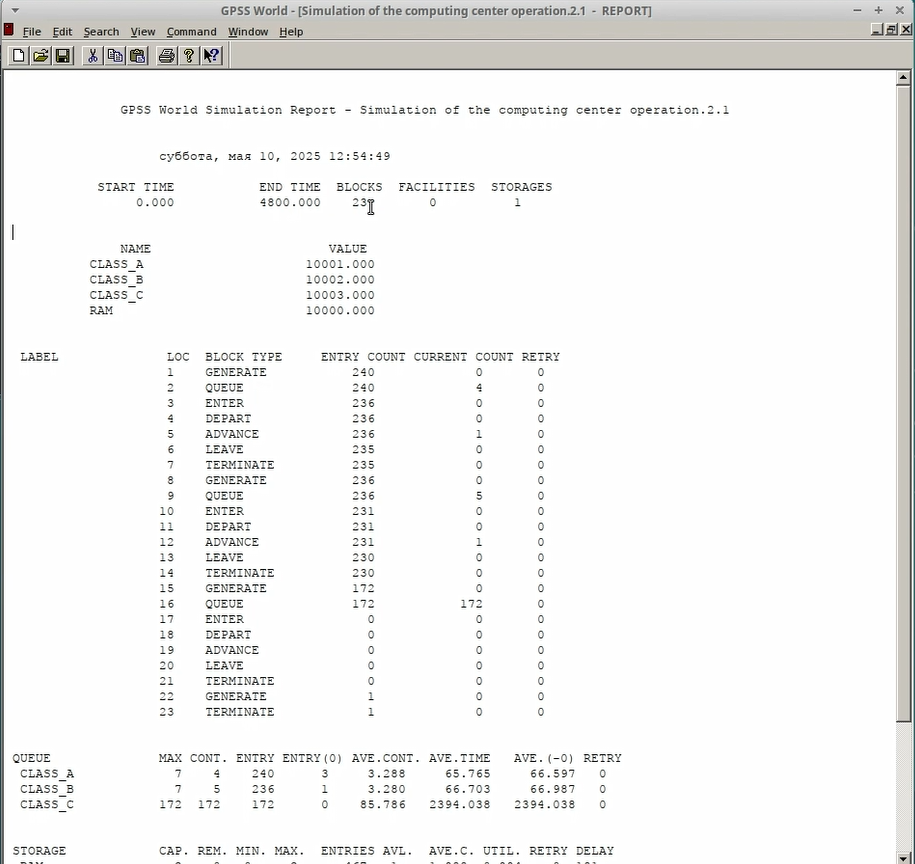 GPSS World - [Simulation of the computing center operation.2.1 - REPORT]
File Edit Search View Command Window Help
GPSS World Simulation Report - Simulation of the computing center operation.2.1
суббота, мая 10, 2025 12:54:49
START TIME END TIME BLOCKS FACILITIES STORAGES
0.000 4800.000 23 0 1
NAME VALUE
CLASS_A 10001.000
CLASS_B 10002.000
CLASS_C 10003.000
RAM 10000.000
LABEL LOC BLOCK TYPE ENTRY COUNT CURRENT COUNT RETRY
1 GENERATE 240 0 0
2 QUEUE 240 4 0
3 ENTER 236 0 0
4 DEPART 236 0 0
5 ADVANCE 236 1 0
6 LEAVE 235 0 0
7 TERMINATE 235 0 0
8 GENERATE 236 0 0
9 QUEUE 236 5 0
10 ENTER 231 0 0
11 DEPART 231 0 0
12 ADVANCE 231 1 0
13 LEAVE 230 0 0
14 TERMINATE 230 0 0
15 GENERATE 172 0 0
16 QUEUE 172 172 0
17 ENTER 0 0 0
18 DEPART 0 0 0
19 ADVANCE 0 0 0
20 LEAVE 0 0 0
21 TERMINATE 0 0 0
22 GENERATE 1 0 0
23 TERMINATE 1 0 0
QUEUE MAX CONT. ENTRY ENTRY(0) AVE.CONT. AVE.TIME AVE.(-0) RETRY
CLASS_A 7 4 240 3 3.288 65.765 66.597 0
CLASS_B 7 5 236 1 3.280 66.703 66.987 0
CLASS_C 172 172 172 0 85.786 2394.038 2394.038 0
STORAGE CAP. REM. MIN. MAX. ENTRIES AVL. AVE.C. UTIL. RETRY DELAY